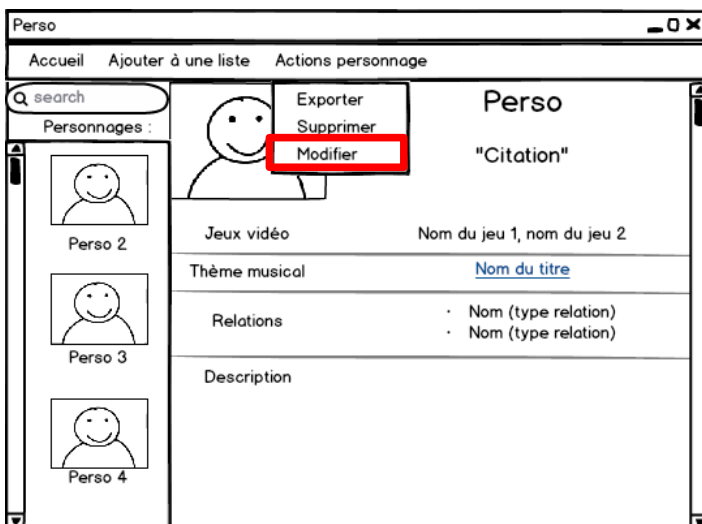 Perso
Accueil Ajouter à une liste Actions personnage
search
Personnages :
Perso 2
Perso 3
Perso 4
Exporter
Supprimer
Modifier
Perso
"Citation"
Jeux vidéo Nom du jeu 1, nom du jeu 2
Thème musical Nom du titre
Relations
· Nom (type relation)
· Nom (type relation)
Description